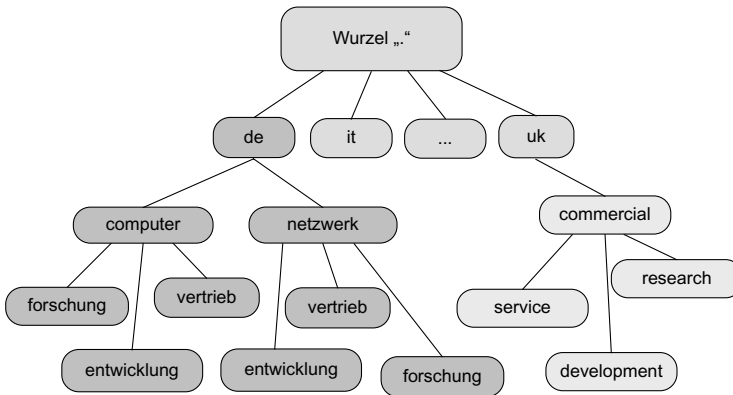 Wurzel „.“
de
it
...
uk
computer
netzwerk
commercial
forschung
vertrieb
vertrieb
service
research
entwicklung
entwicklung
forschung
development